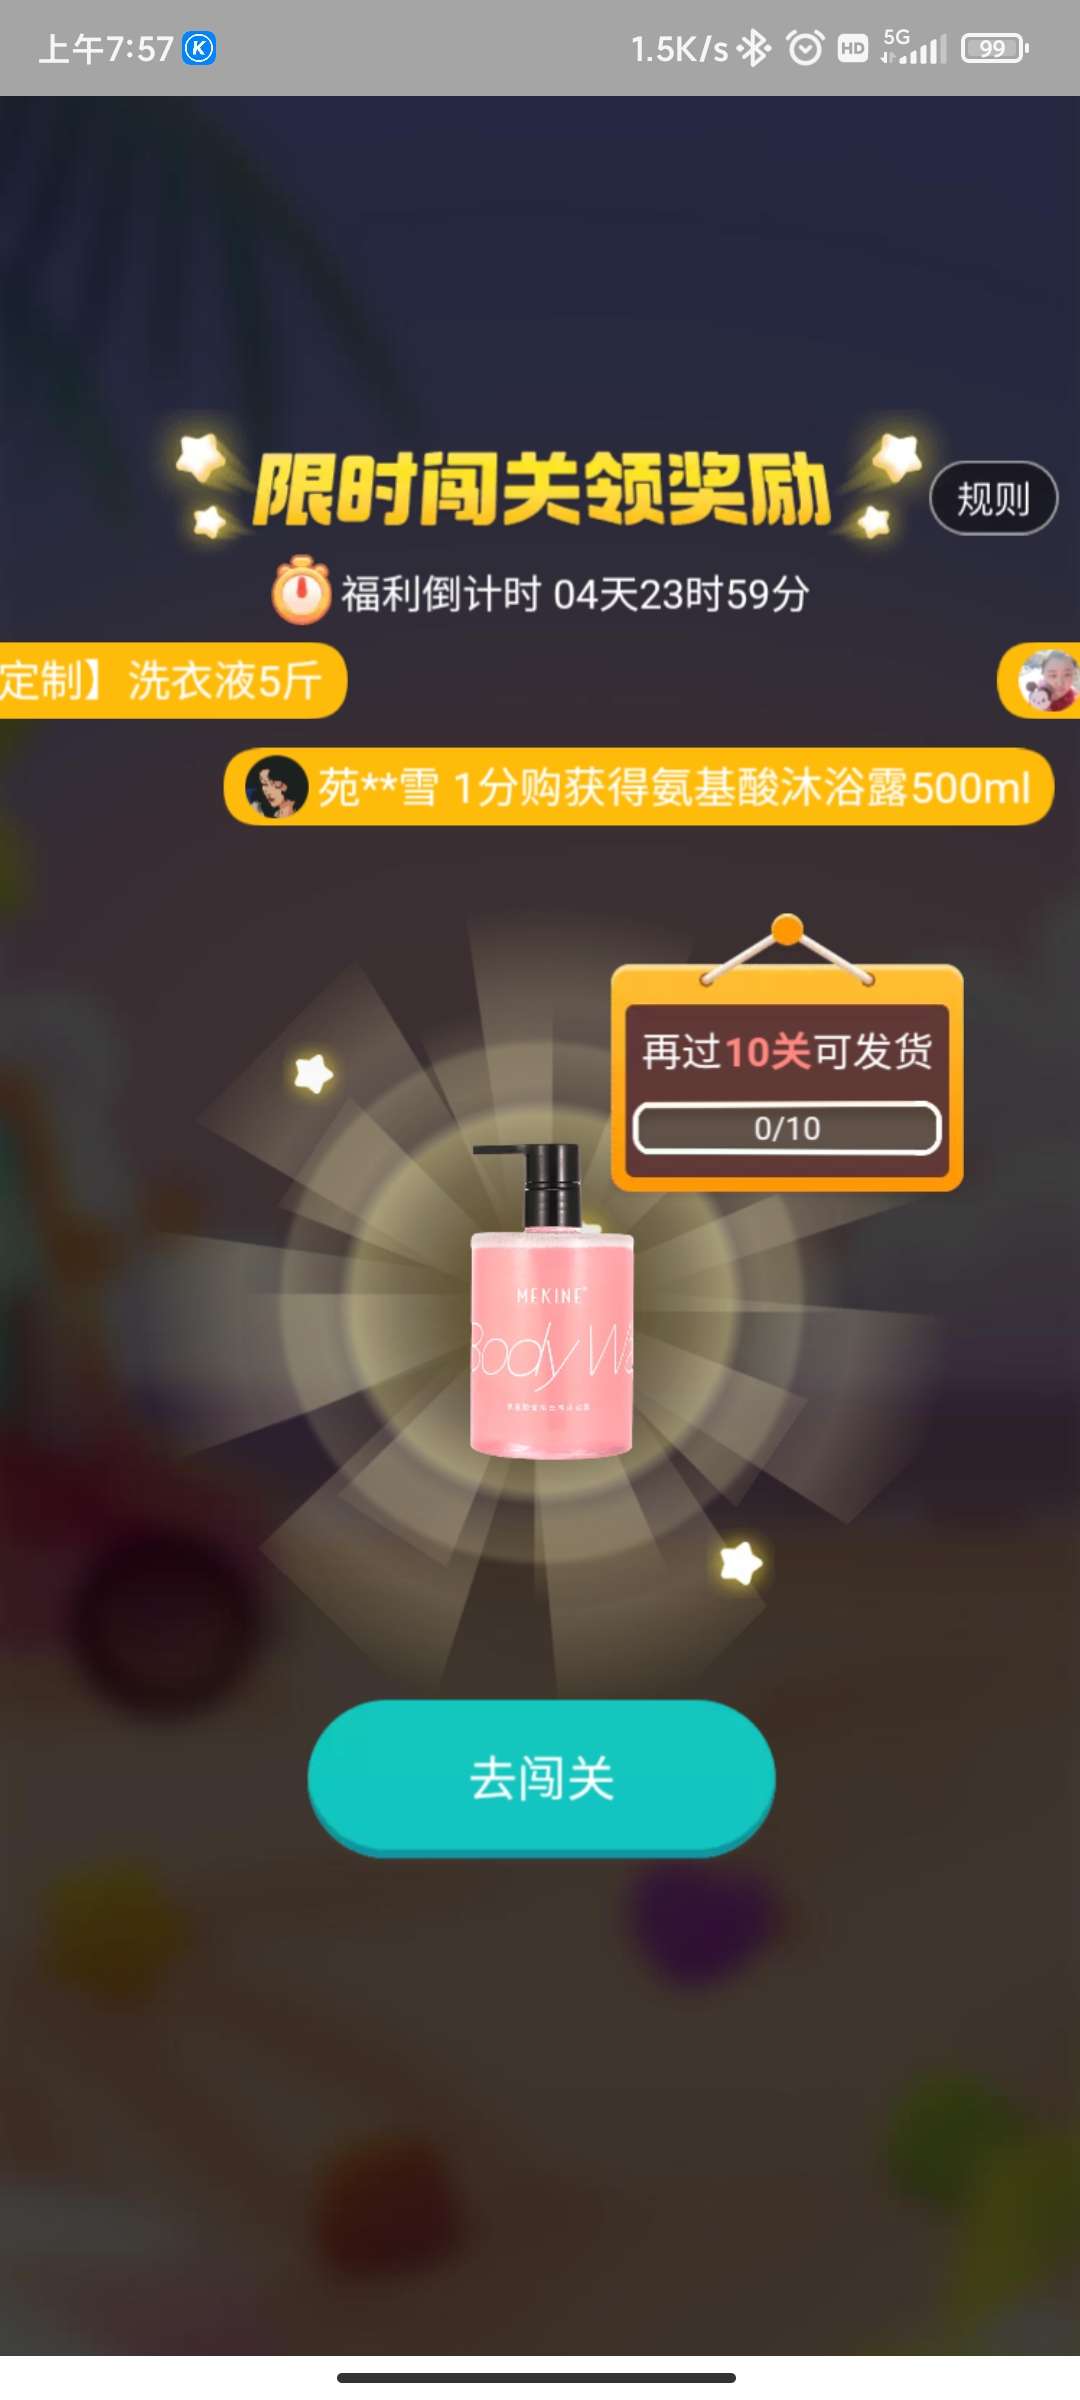 上午7:57
1.5K/s HD 5G 99
限时闯关领奖励
规则
福利倒计时 04天23时59分
定制】洗衣液5斤
苑**雪 1分购获得氨基酸沐浴露500ml
再过10关可发货
0/10
MEKINE
Body W
去闯关